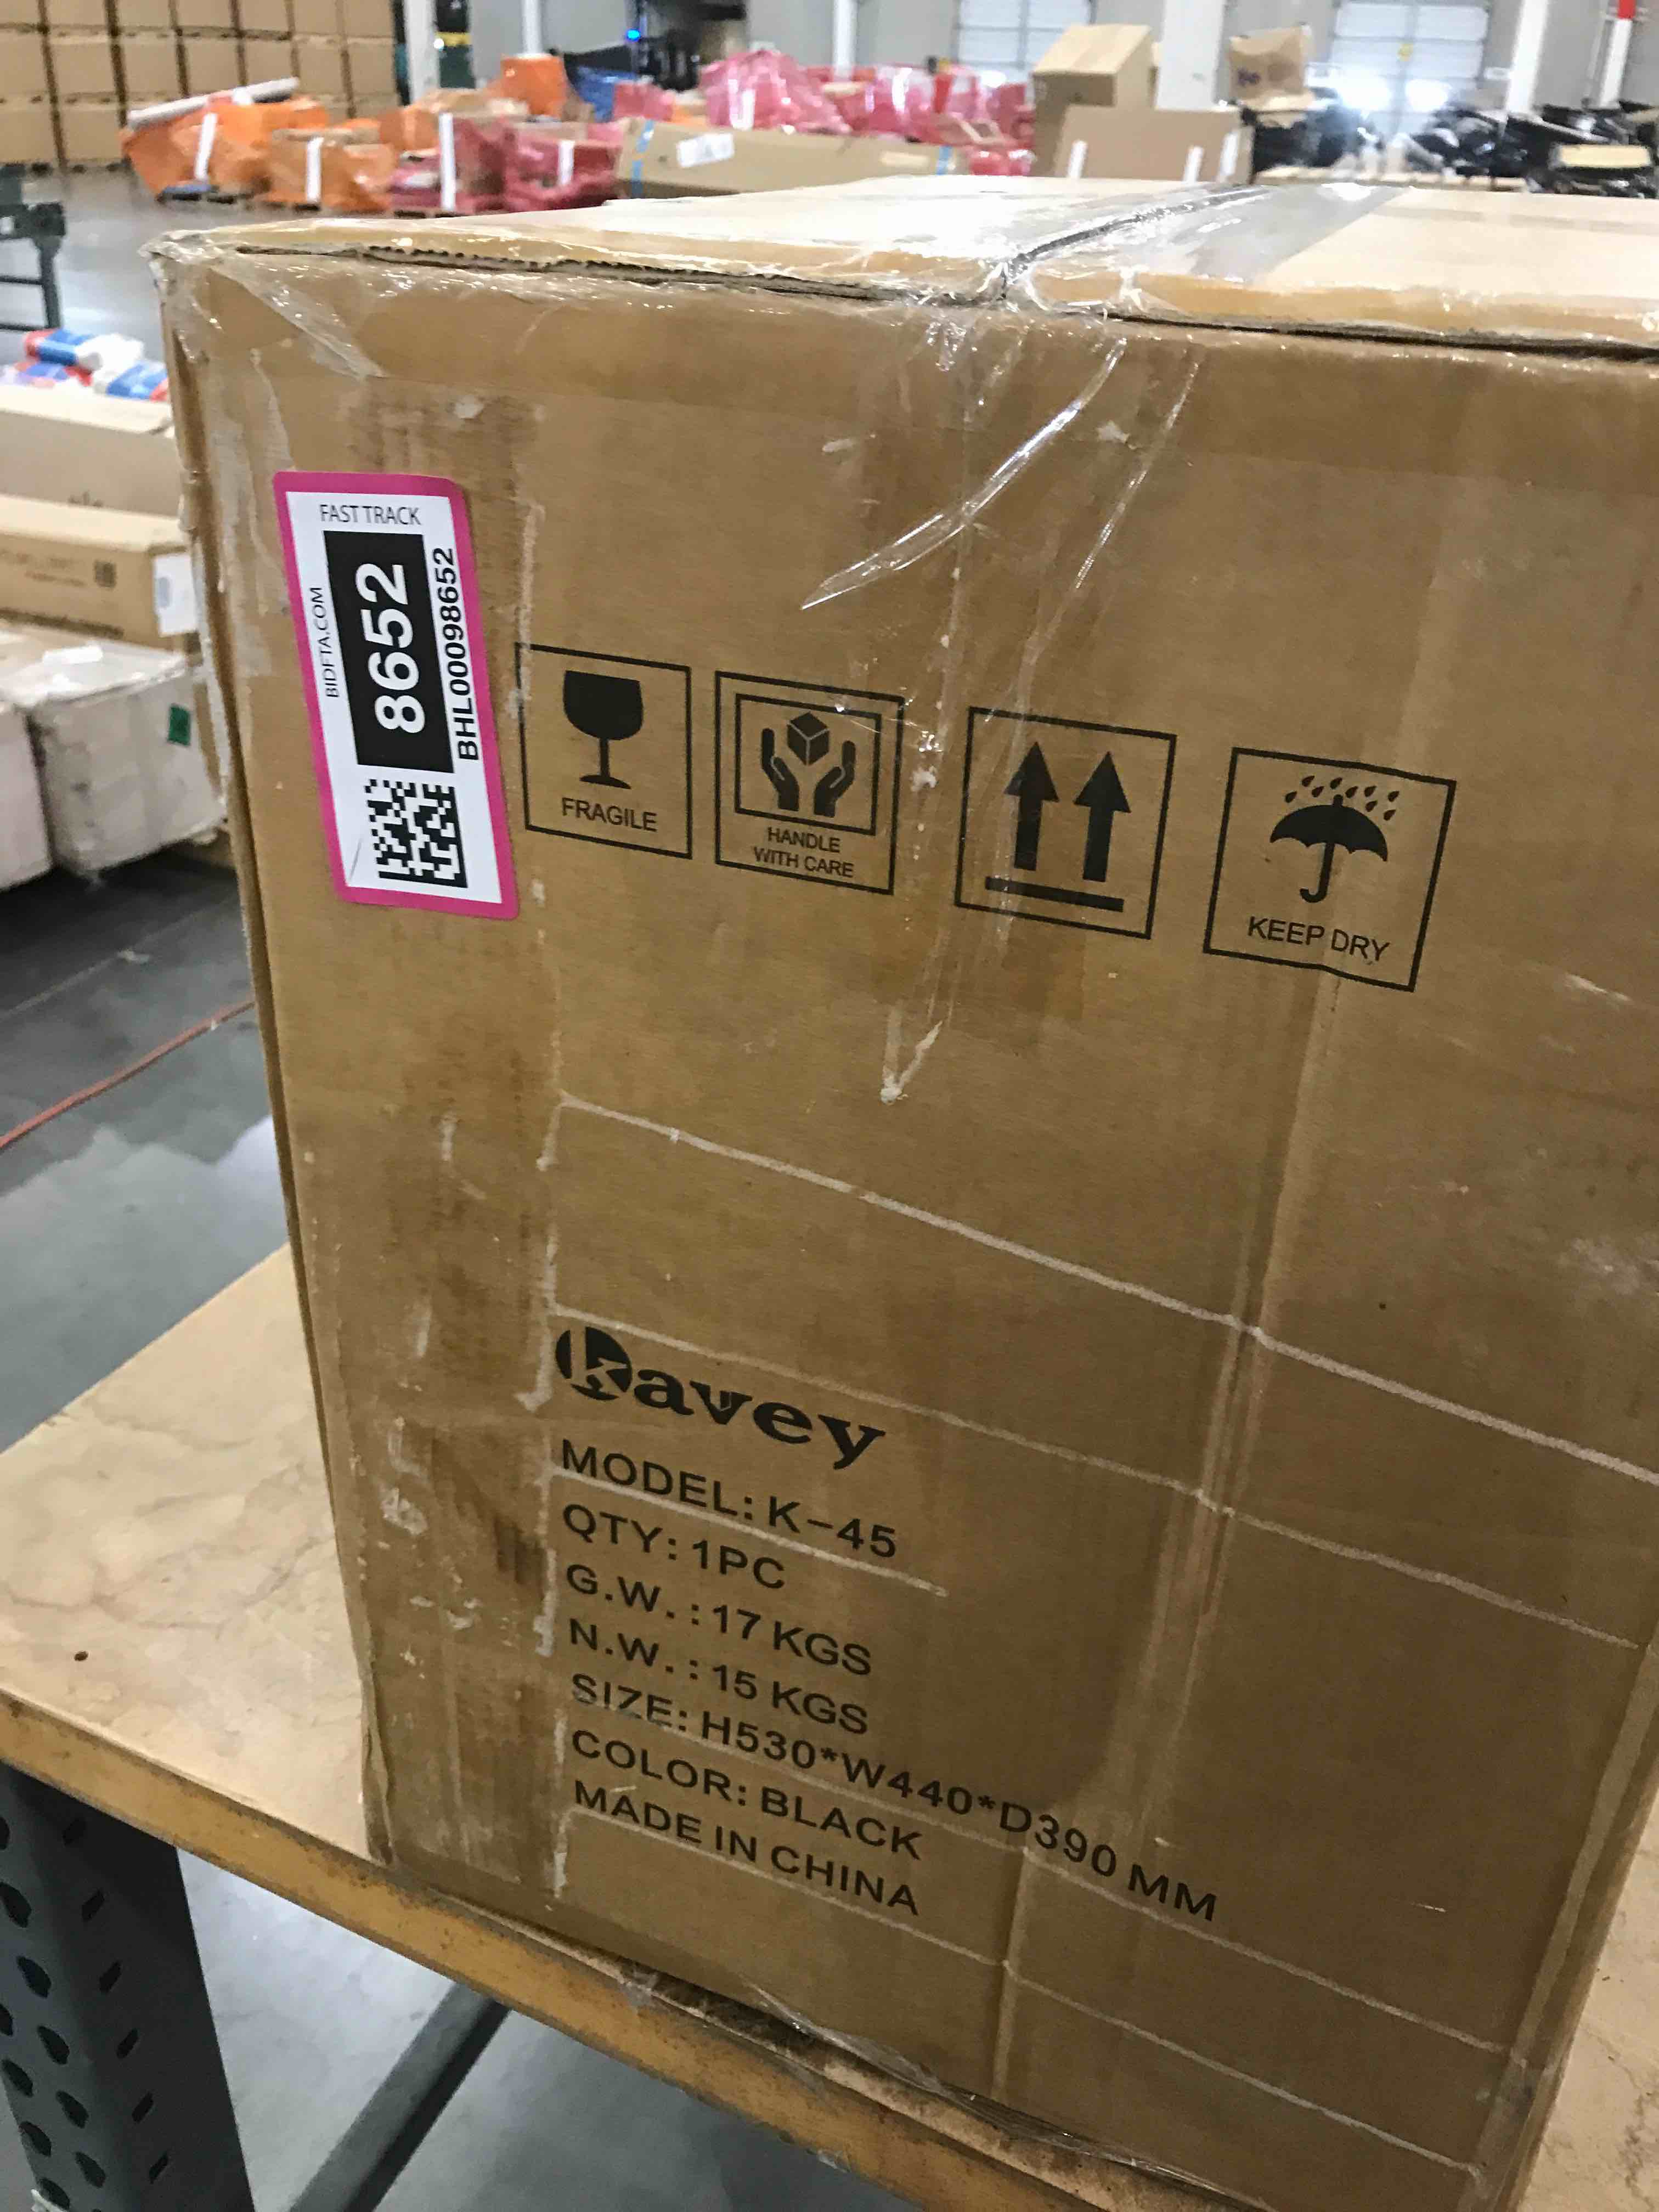 FAST TRACK
BIDFTA.COM
8652
BHL00098652
FRAGILE
HANDLE
WITH CARE
KEEP DRY
kavey
MODEL: K-45
QTY: 1PC
G.W. : 17 KGS
N.W. : 15 KGS
SIZE: H530*W440*D390 MM
COLOR: BLACK
MADE IN CHINA